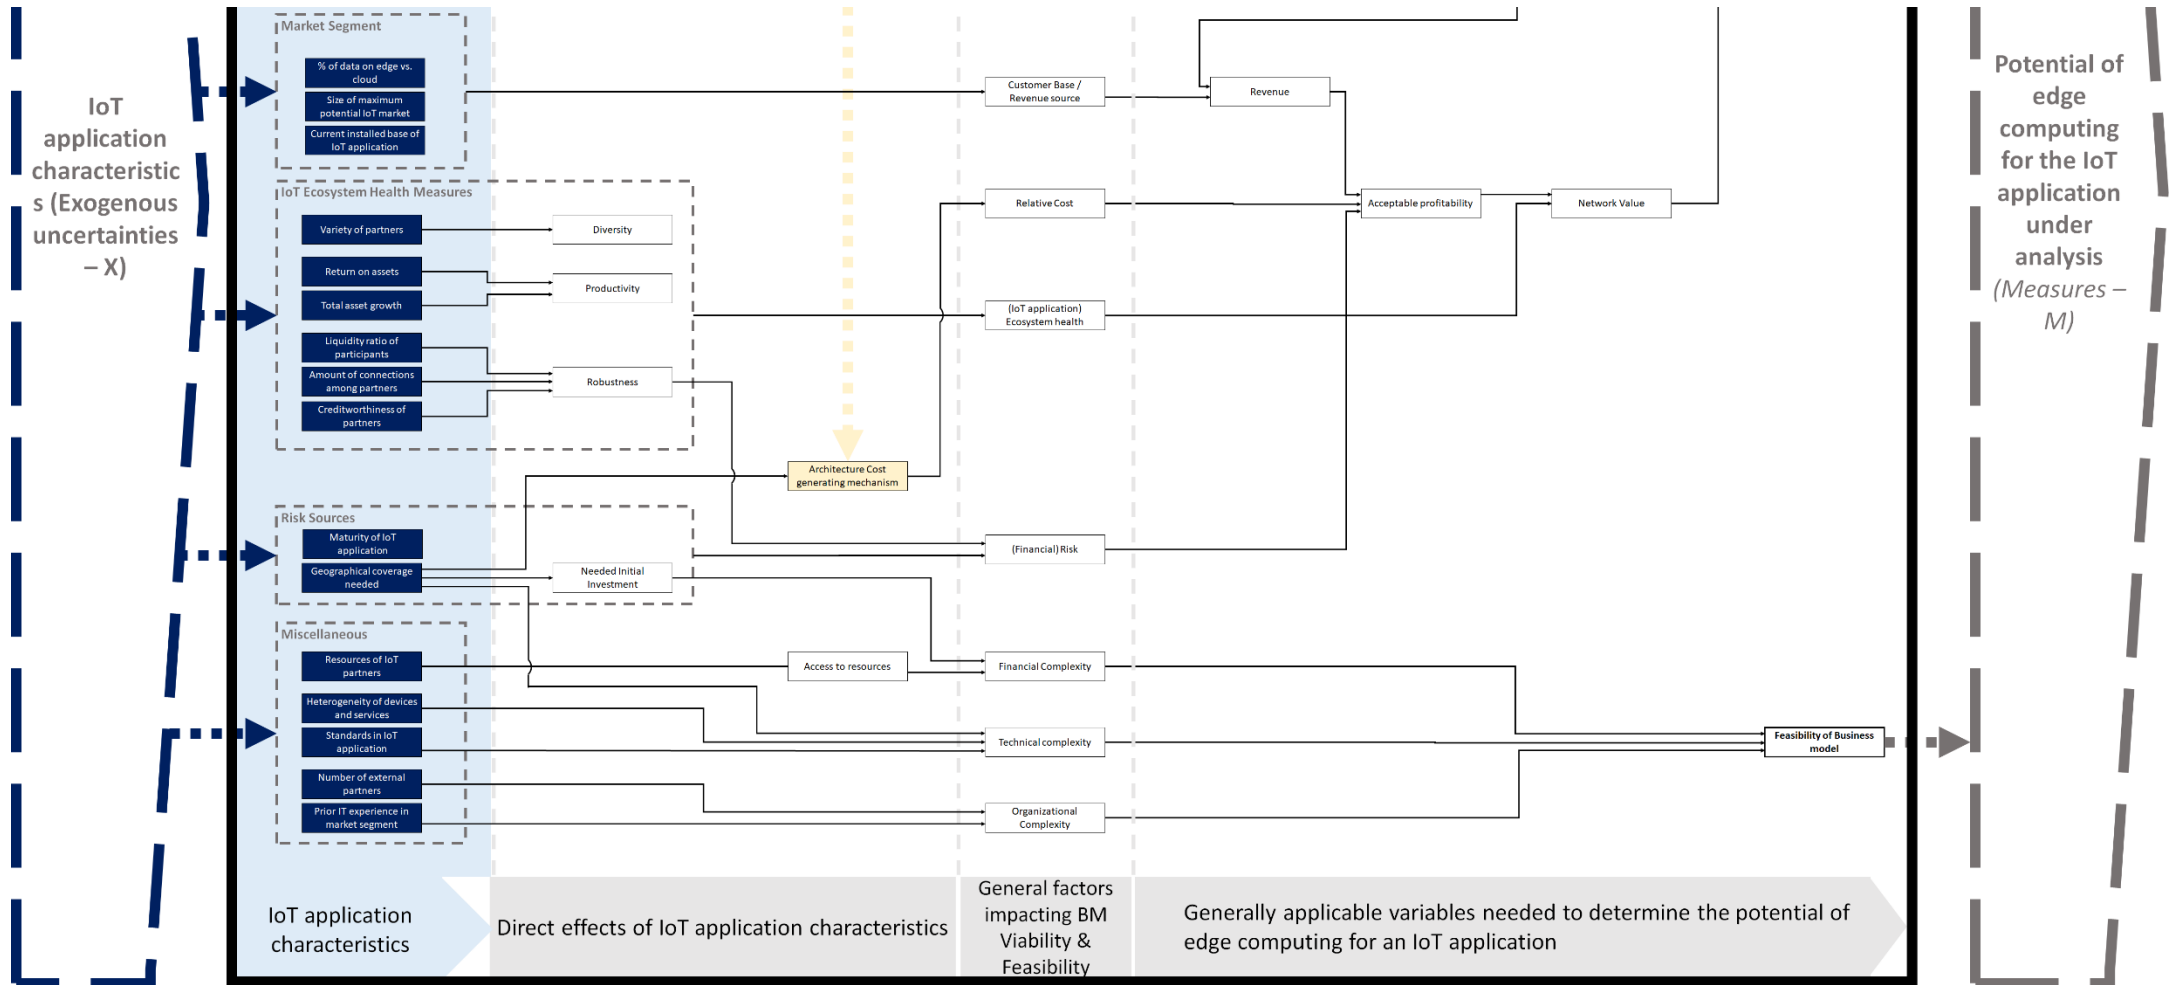 IoT
application
characteristic
s (Exogenous
uncertainties
– X)
Market Segment
% of data on edge vs.
cloud
Size of maximum
potential IoT market
Current installed base of
IoT application
Customer Base /
Revenue source
Revenue
IoT Ecosystem Health Measures
Variety of partners
Diversity
Return on assets
Total asset growth
Productivity
Liquidity ratio of
participants
Amount of connections
among partners
Creditworthiness of
partners
Robustness
Relative Cost
Acceptable profitability
Network Value
(IoT application)
Ecosystem health
Architecture Cost
generating mechanism
Risk Sources
Maturity of IoT
application
Geographical coverage
needed
Needed Initial
Investment
(Financial) Risk
Miscellaneous
Resources of IoT
partners
Access to resources
Financial Complexity
Heterogeneity of devices
and services
Standards in IoT
application
Technical complexity
Feasibility of Business
model
Number of external
partners
Prior IT experience in
market segment
Organizational
Complexity
IoT application
characteristics
Direct effects of IoT application characteristics
General factors
impacting BM
Viability &
Feasibility
Generally applicable variables needed to determine the potential of
edge computing for an IoT application
Potential of
edge
computing
for the IoT
application
under
analysis
(Measures –
M)